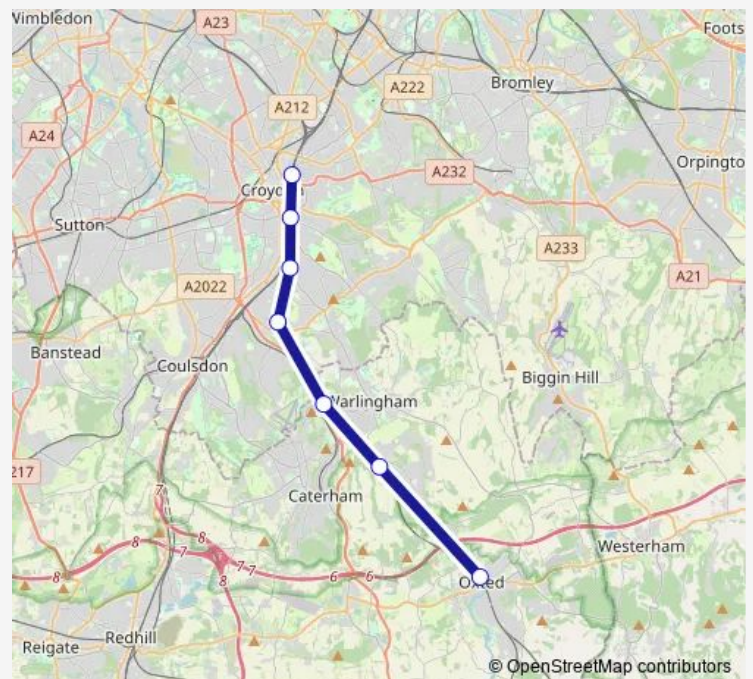 Wimbledon
A23
Foots
A222
Bromley
A212
A24
Orpington
A232
Croydon
Sutton
A233
A21
A2022
Banstead
Coulsdon
Biggin Hill
Warlingham
217
7
Caterham
8
8
7
7
7
Westerham
8
8
6
6
Oxted
Redhill
Reigate
© OpenStreetMap contributors